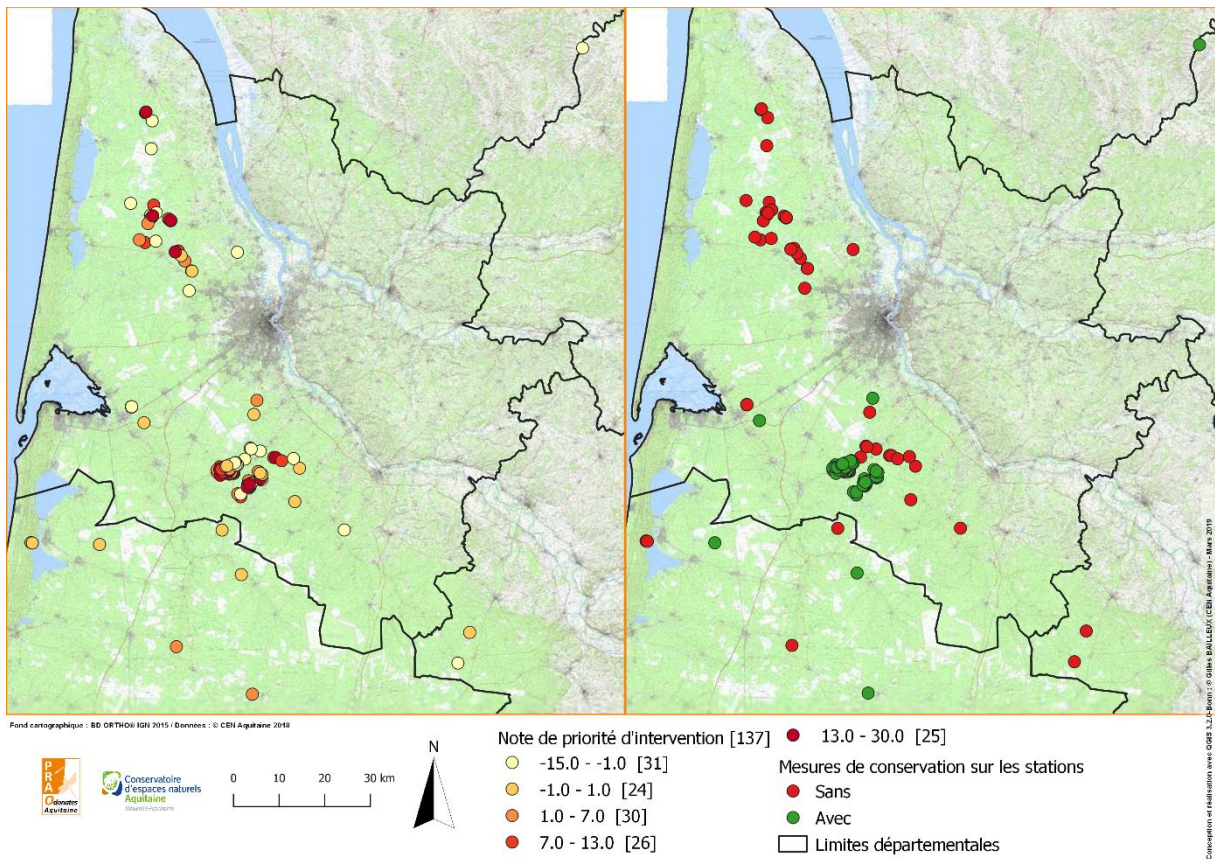 Fond cartographique : BD ORTHO® IGN 2015 / Données : © CEN Aquitaine 2018
PRA
Odonates
Aquitaine
Conservatoire
d'espaces naturels
Aquitaine
0 10 20 30 km
N
Note de priorité d'intervention [137]
-15.0 - -1.0 [31]
-1.0 - 1.0 [24]
1.0 - 7.0 [30]
7.0 - 13.0 [26]
13.0 - 30.0 [25]
Mesures de conservation sur les stations
Sans
Avec
Limites départementales
Conception et réalisation avec QGIS 3.2.0-Bonn : © Gilles BAILLEUX (CEN Aquitaine) - Mars 2019